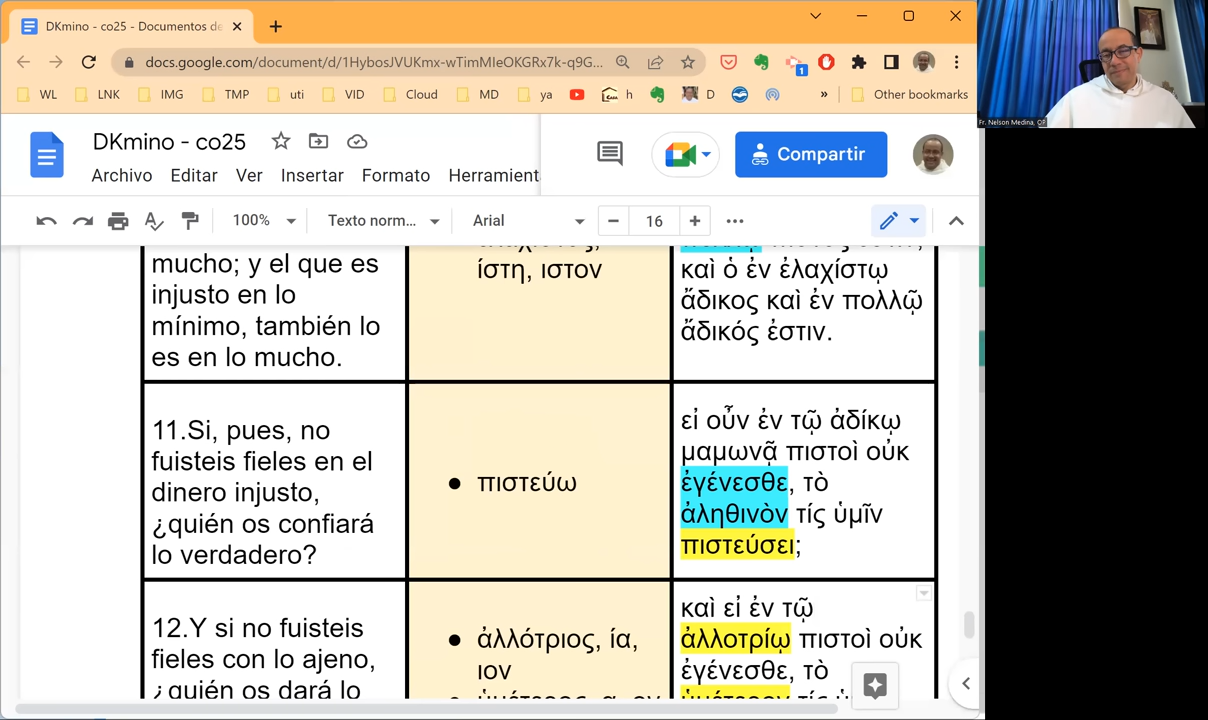 DKmino - co25 - Documentos de
docs.google.com/document/d/1HybosJVUKmx-wTimMIeOKGRx7k-q9G...
WL LNK IMG TMP uti VID Cloud MD ya h D » Other bookmarks
DKmino - co25
Archivo Editar Ver Insertar Formato Herramient
Compartir
100% Texto norm... Arial 16
Fr. Nelson Medina, OP
mucho; y el que es
injusto en lo
mínimo, también lo
es en lo mucho.
ίστη, ιστον
καὶ ὁ ἐν ἐλαχίστῳ
ἄδικος καὶ ἐν πολλῷ
ἄδικός ἐστιν.
11.Si, pues, no
fuisteis fieles en el
dinero injusto,
¿quién os confiará
lo verdadero?
● πιστεύω
εἰ οὖν ἐν τῷ ἀδίκῳ
μαμωνᾷ πιστοὶ οὐκ
ἐγένεσθε, τὸ
ἀληθινὸν τίς ὑμῖν
πιστεύσει;
12.Y si no fuisteis
fieles con lo ajeno,
¿quién os dará lo
● ἀλλότριος, ία,
ιον
καὶ εἰ ἐν τῷ
ἀλλοτρίῳ πιστοὶ οὐκ
ἐγένεσθε, τὸ